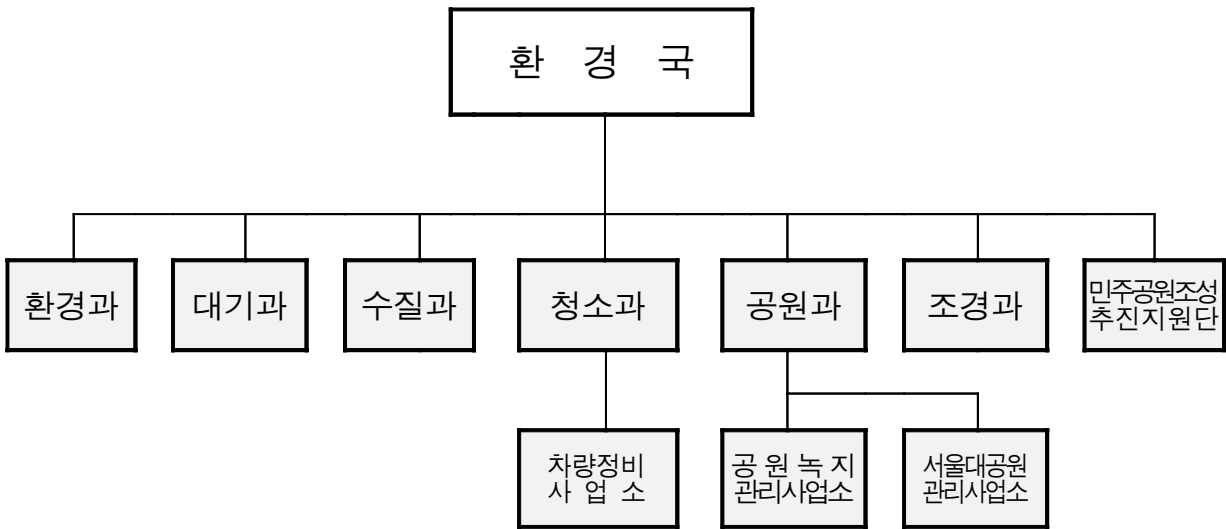 환 경 국
환경과
대기과
수질과
청소과
공원과
조경과
민주공원조성
추진지원단
차량정비
사 업 소
공 원 녹 지
관리사업소
서울대공원
관리사업소